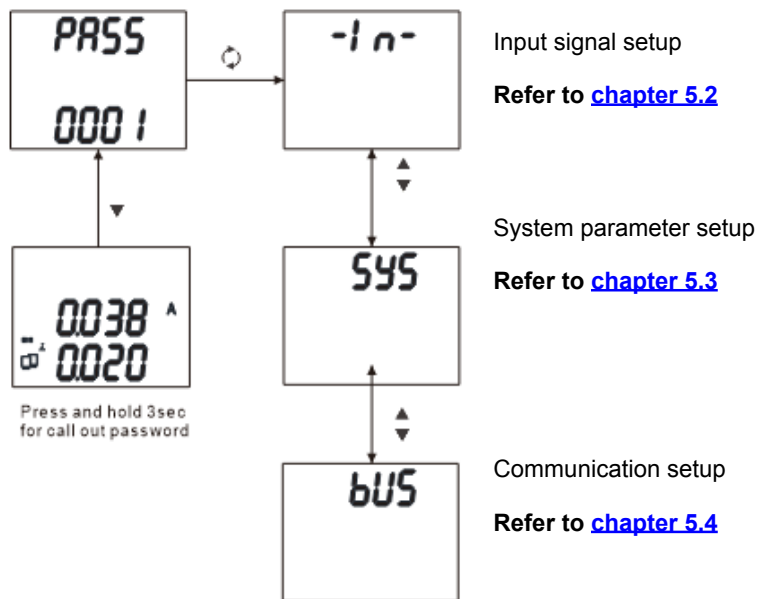 PASS
0001
-In-
Input signal setup
Refer to chapter 5.2
SYS
System parameter setup
Refer to chapter 5.3
0.038 A
0.020
Press and hold 3sec
for call out password
bUS
Communication setup
Refer to chapter 5.4